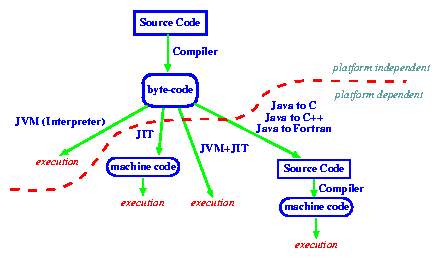 Source Code
Compiler
platform independent
byte-code
platform dependent
Java to C
Java to C++
Java to Fortran
JVM (Interpreter)
JIT
JVM+JIT
execution
machine code
Source Code
Compiler
execution
execution
machine code
execution